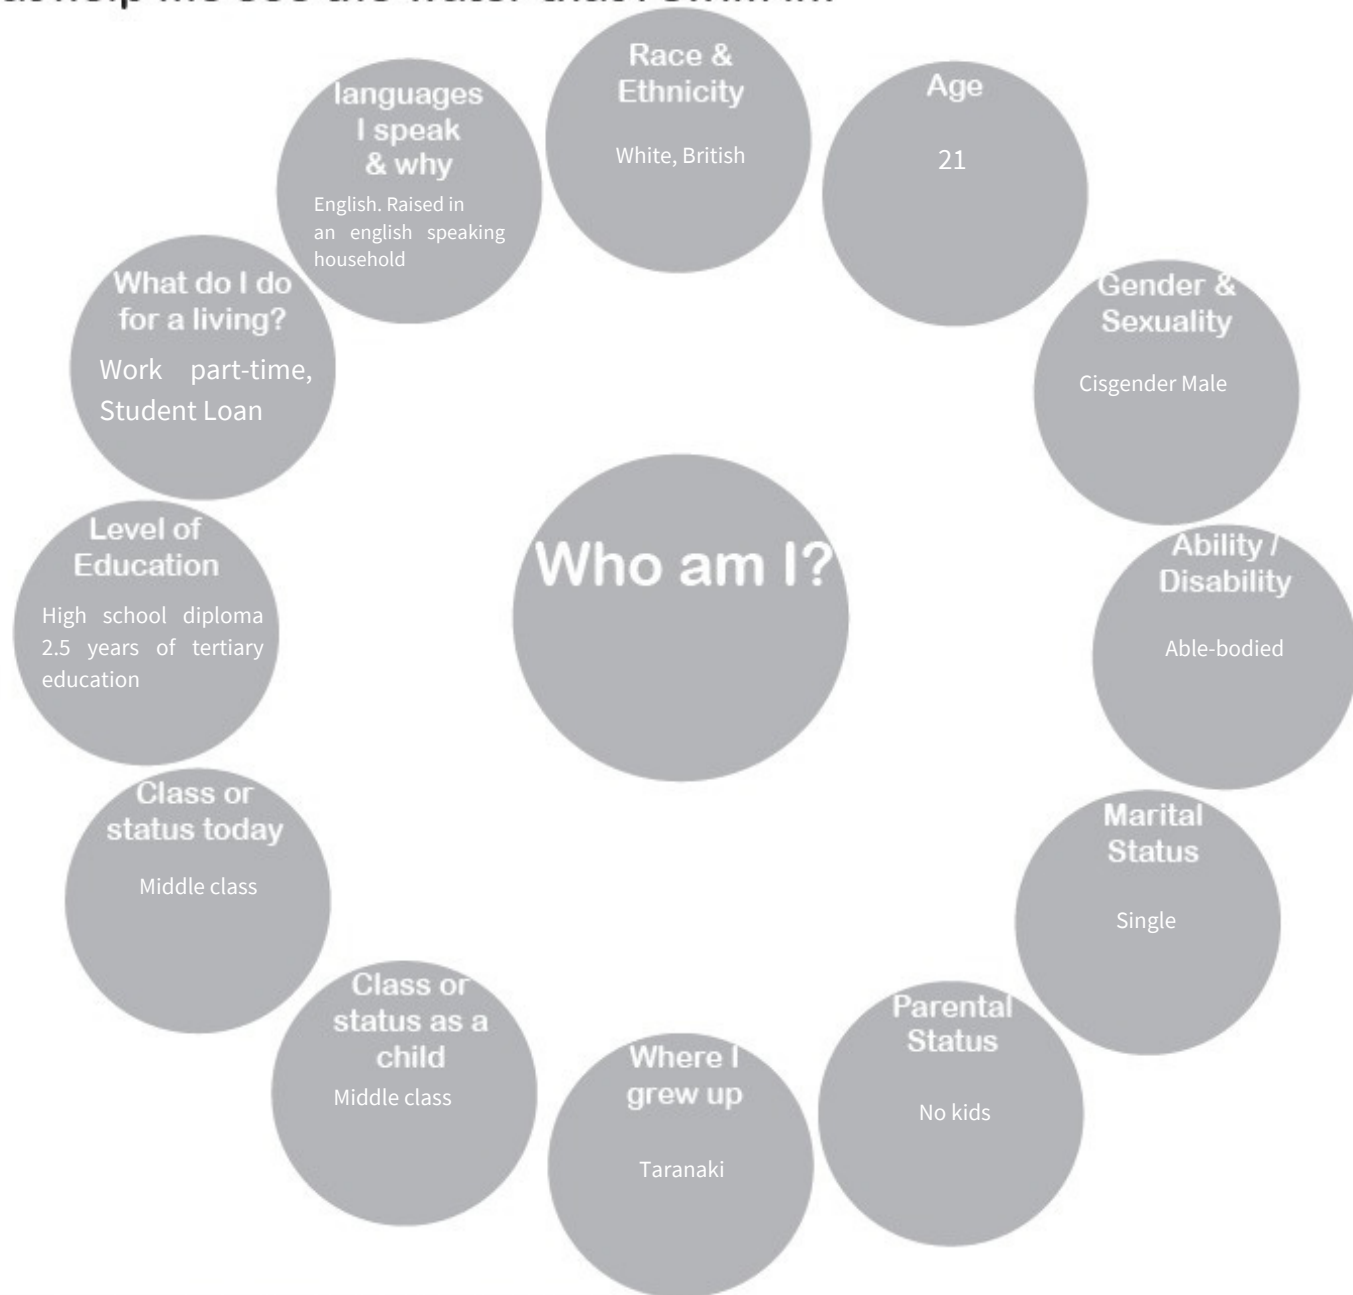 Race &
Ethnicity
White, British
Age
21
Gender &
Sexuality
Cisgender Male
Ability /
Disability
Able-bodied
Marital
Status
Single
Parental
Status
No kids
Where I
grew up
Taranaki
Class or
status as a
child
Middle class
Class or
status today
Middle class
Level of
Education
High school diploma
2.5 years of tertiary
education
What do I do
for a living?
Work part-time,
Student Loan
languages
I speak
& why
English. Raised in
an english speaking
household
Who am I?